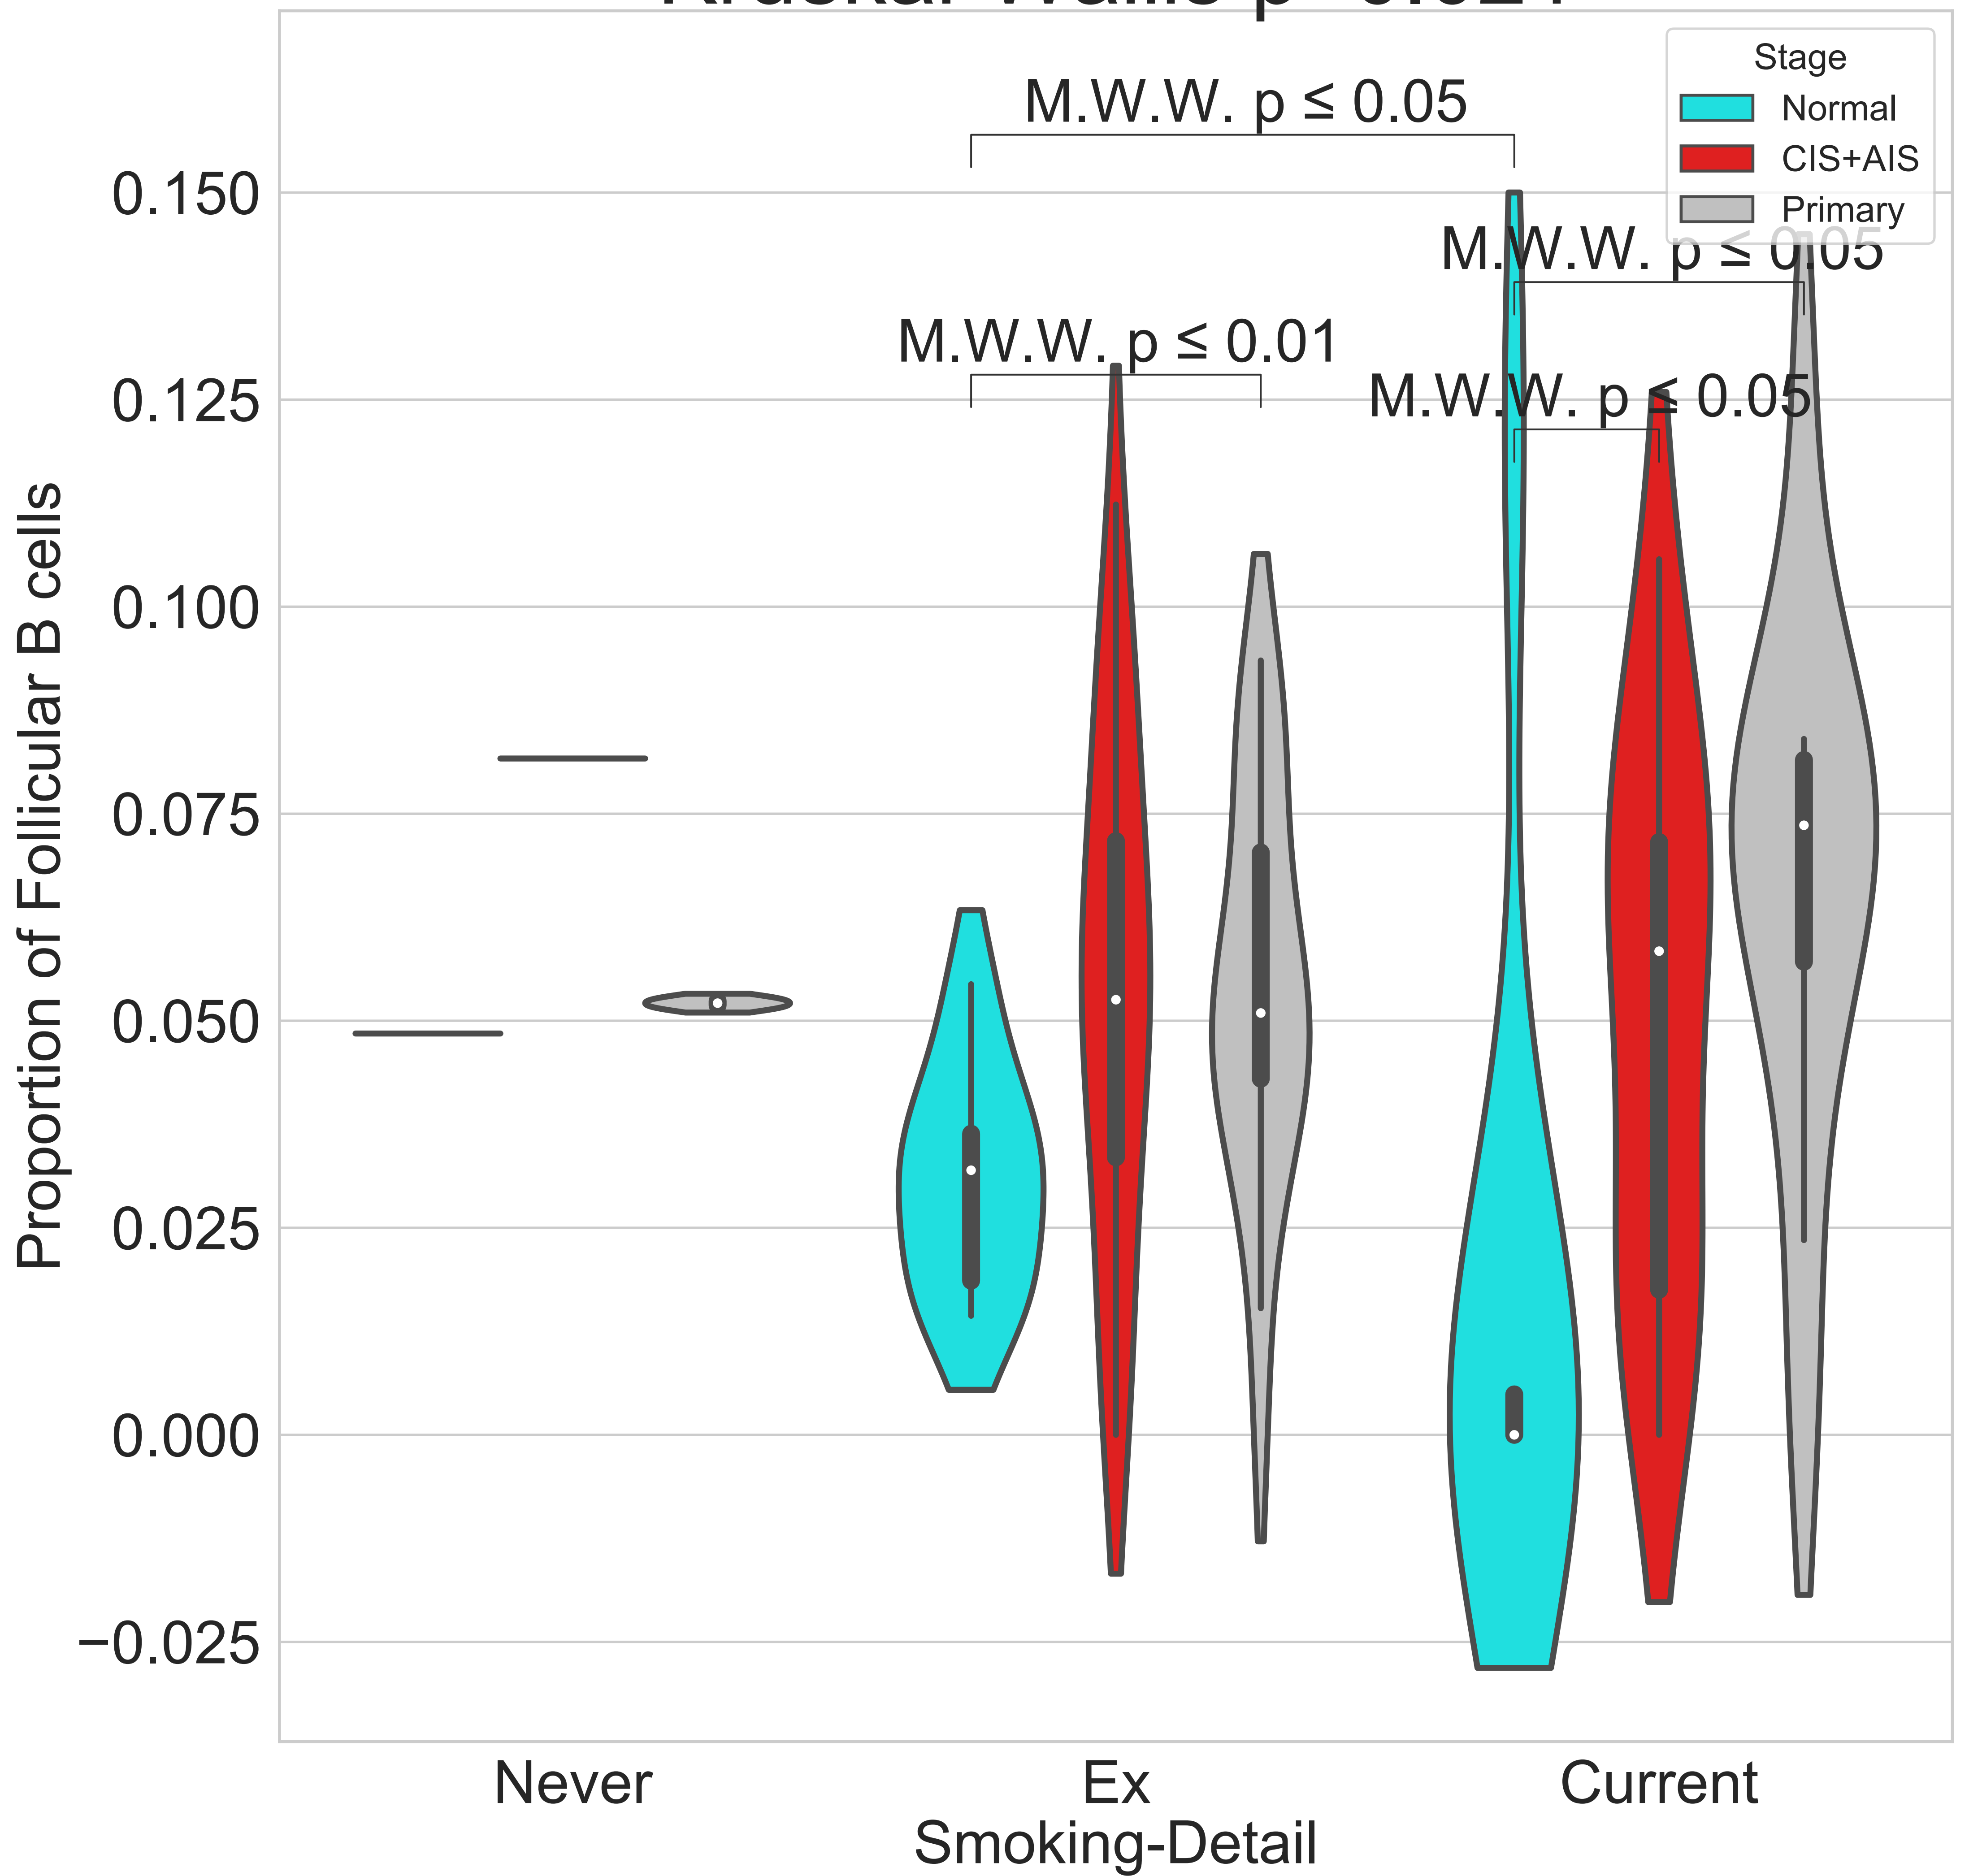 Stage
Normal
CIS+AIS
Primary
M.W.W. p ≤ 0.05
M.W.W. p ≤ 0.05
M.W.W. p ≤ 0.01
M.W.W. p ≤ 0.05
0.150
0.125
0.100
0.075
0.050
0.025
0.000
−0.025
Proportion of Follicular B cells
Never
Ex
Current
Smoking-Detail